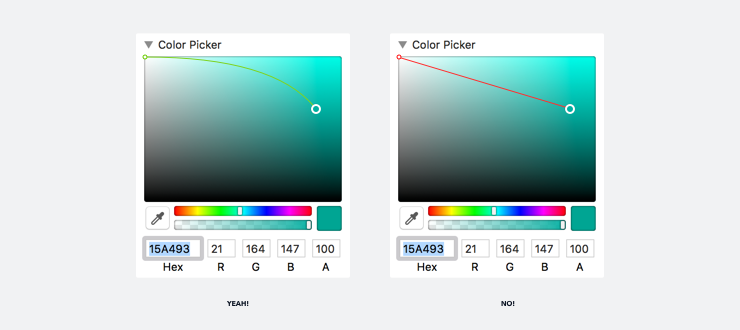 Color Picker
15A493 21 164 147 100
Hex R G B A
YEAH!
Color Picker
15A493 21 164 147 100
Hex R G B A
NO!